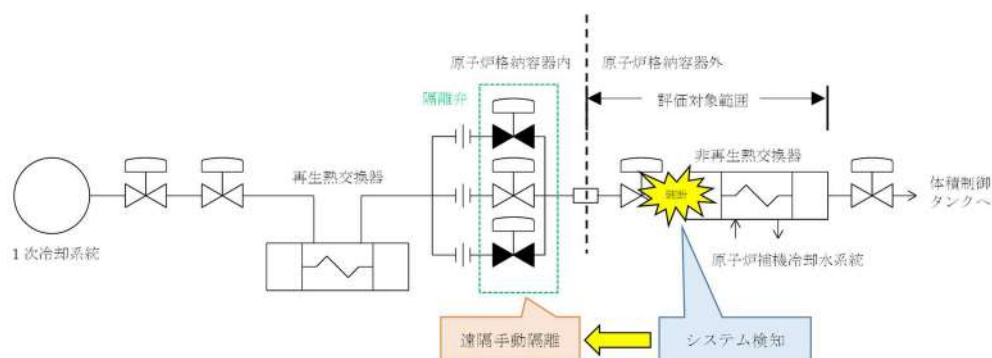 原子炉格納容器内
原子炉格納容器外
隔離弁
評価対象範囲
再生熱交換器
非再生熱交換器
体積制御
タンクへ
1次冷却系統
原子炉補機冷却水系統
遠隔手動隔離
システム検知